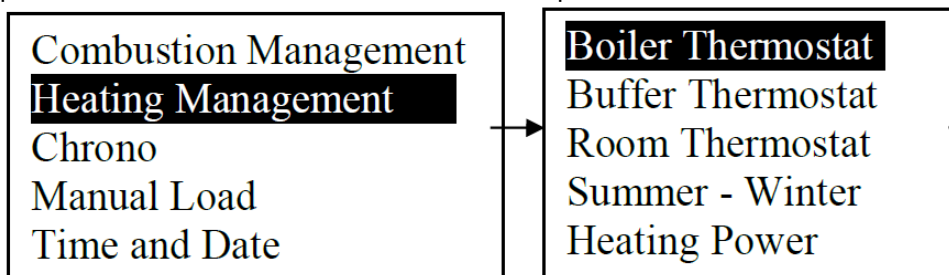 Combustion Management
Heating Management
Chrono
Manual Load
Time and Date
Boiler Thermostat
Buffer Thermostat
Room Thermostat
Summer - Winter
Heating Power